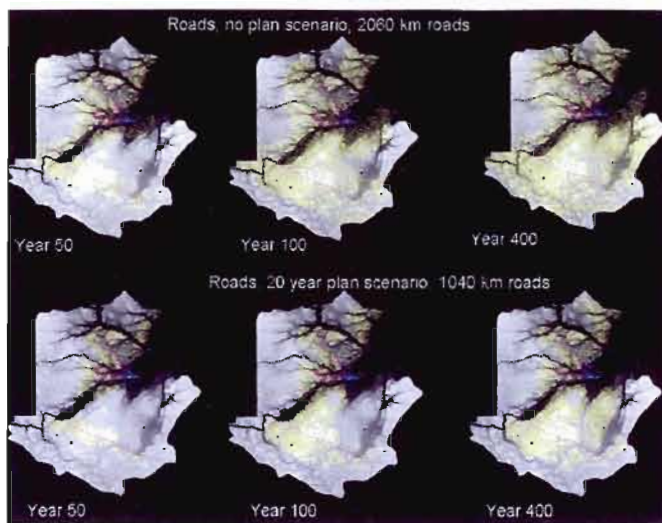 Roads, no plan scenario, 2060 km roads
Year 50
Year 100
Year 400
Roads, 20 year plan scenario, 1040 km roads
Year 50
Year 100
Year 400